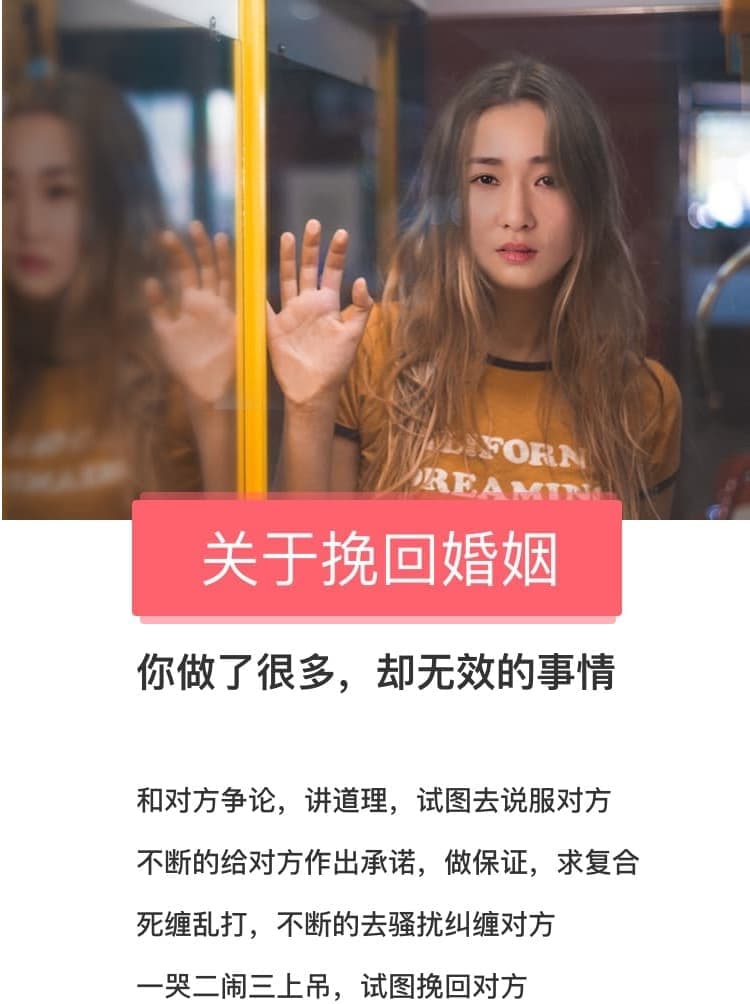 LIFORN
DREAMING
关于挽回婚姻
你做了很多，却无效的事情
和对方争论，讲道理，试图去说服对方
不断的给对方作出承诺，做保证，求复合
死缠乱打，不断的去骚扰纠缠对方
一哭二闹三上吊，试图挽回对方